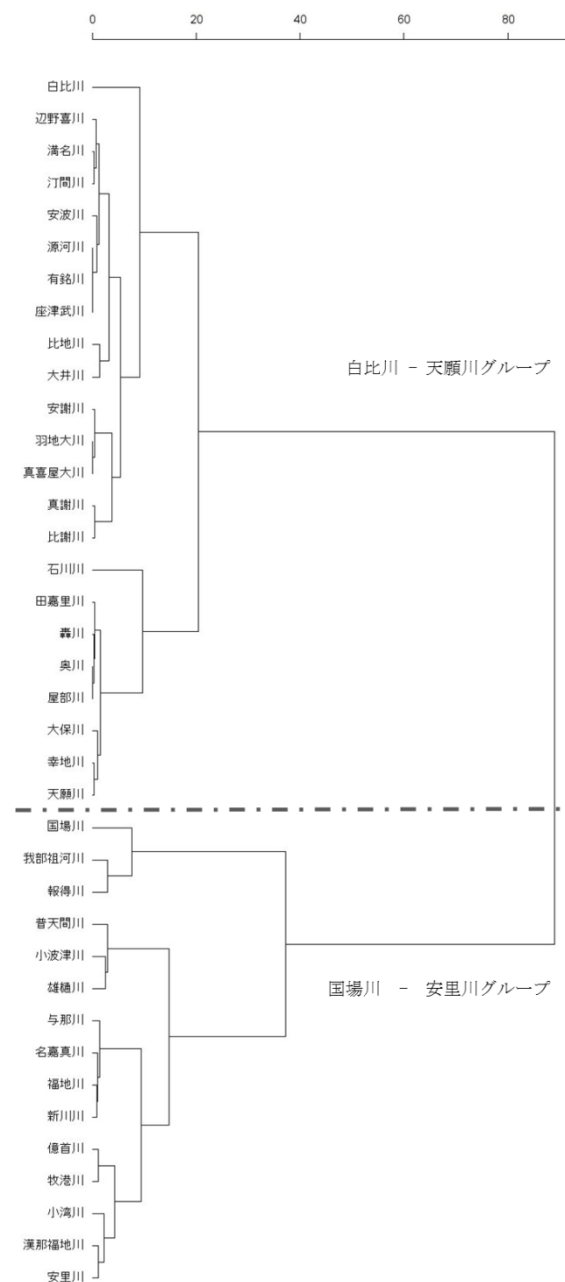 0 20 40 60 80
白比川
辺野喜川
満名川
汀間川
安波川
源河川
有銘川
座津武川
比地川
大井川
白比川 - 天願川グループ
安謝川
羽地大川
真喜屋大川
真謝川
比謝川
石川川
田嘉里川
轟川
奥川
屋部川
大保川
幸地川
天願川
国場川
我部祖河川
報得川
普天間川
小波津川
雄樋川
国場川 - 安里川グループ
与那川
名嘉真川
福地川
新川川
億首川
牧港川
小湾川
漢那福地川
安里川